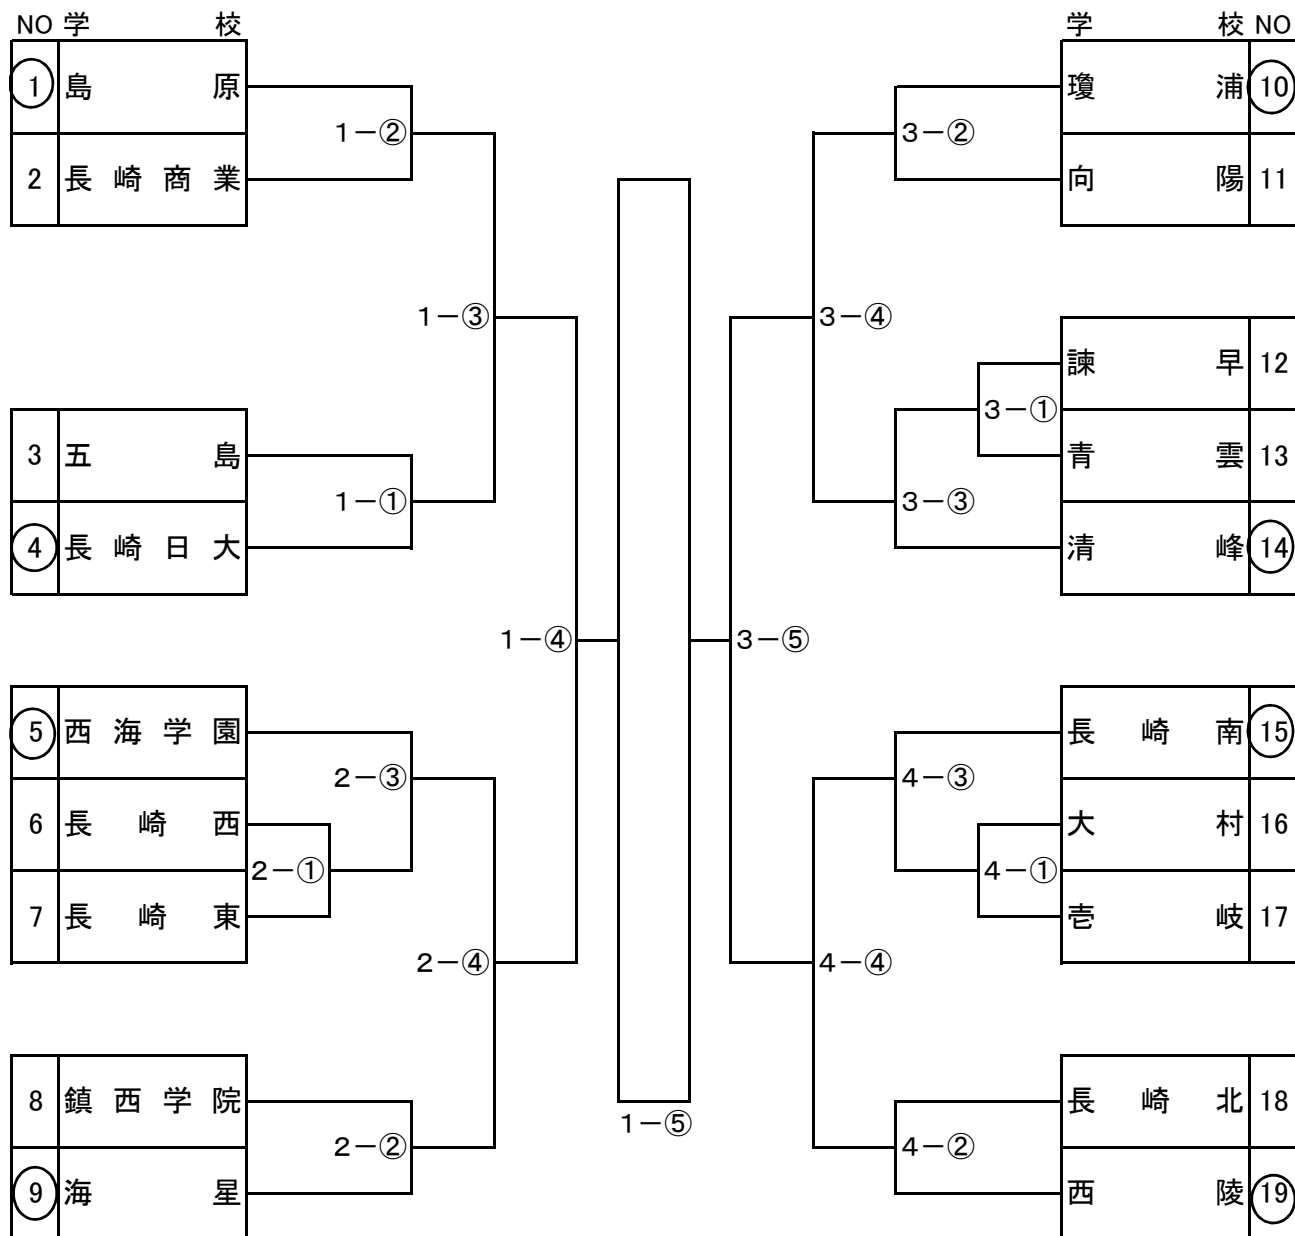 NO 学校 学校 NO
① 島原 瓊浦 ⑩
1－② 3－②
2 長崎商業 向陽 11
1－③ 3－④
諫早 12
3－①
3 五島 青雲 13
1－① 3－③
④ 長崎日大 清峰 ⑭
1－④ 3－⑤
⑤ 西海学園 長崎南 ⑮
2－③ 4－③
6 長崎西 大村 16
2－① 4－①
7 長崎東 壱岐 17
2－④ 4－④
8 鎮西学院 長崎北 18
1－⑤
2－② 4－②
⑨ 海星 西陵 ⑲